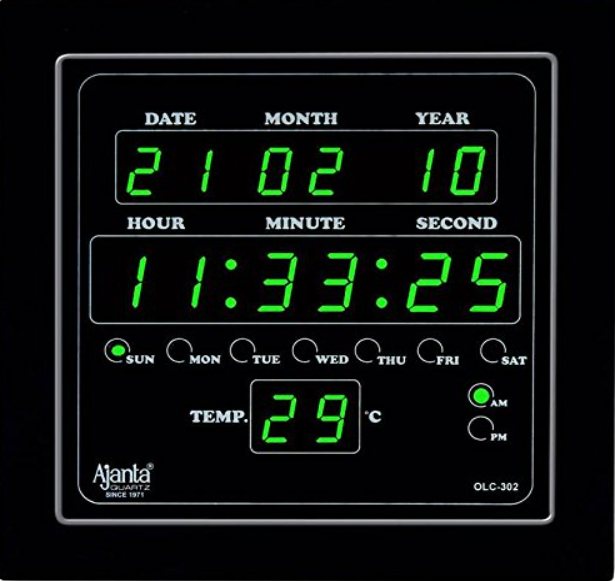 DATE MONTH YEAR
21 02 10
HOUR MINUTE SECOND
11:33:25
SUN MON TUE WED THU FRI SAT
TEMP. 29 °C
AM
PM
Ajanta®
QUARTZ
SINCE 1971
OLC-302